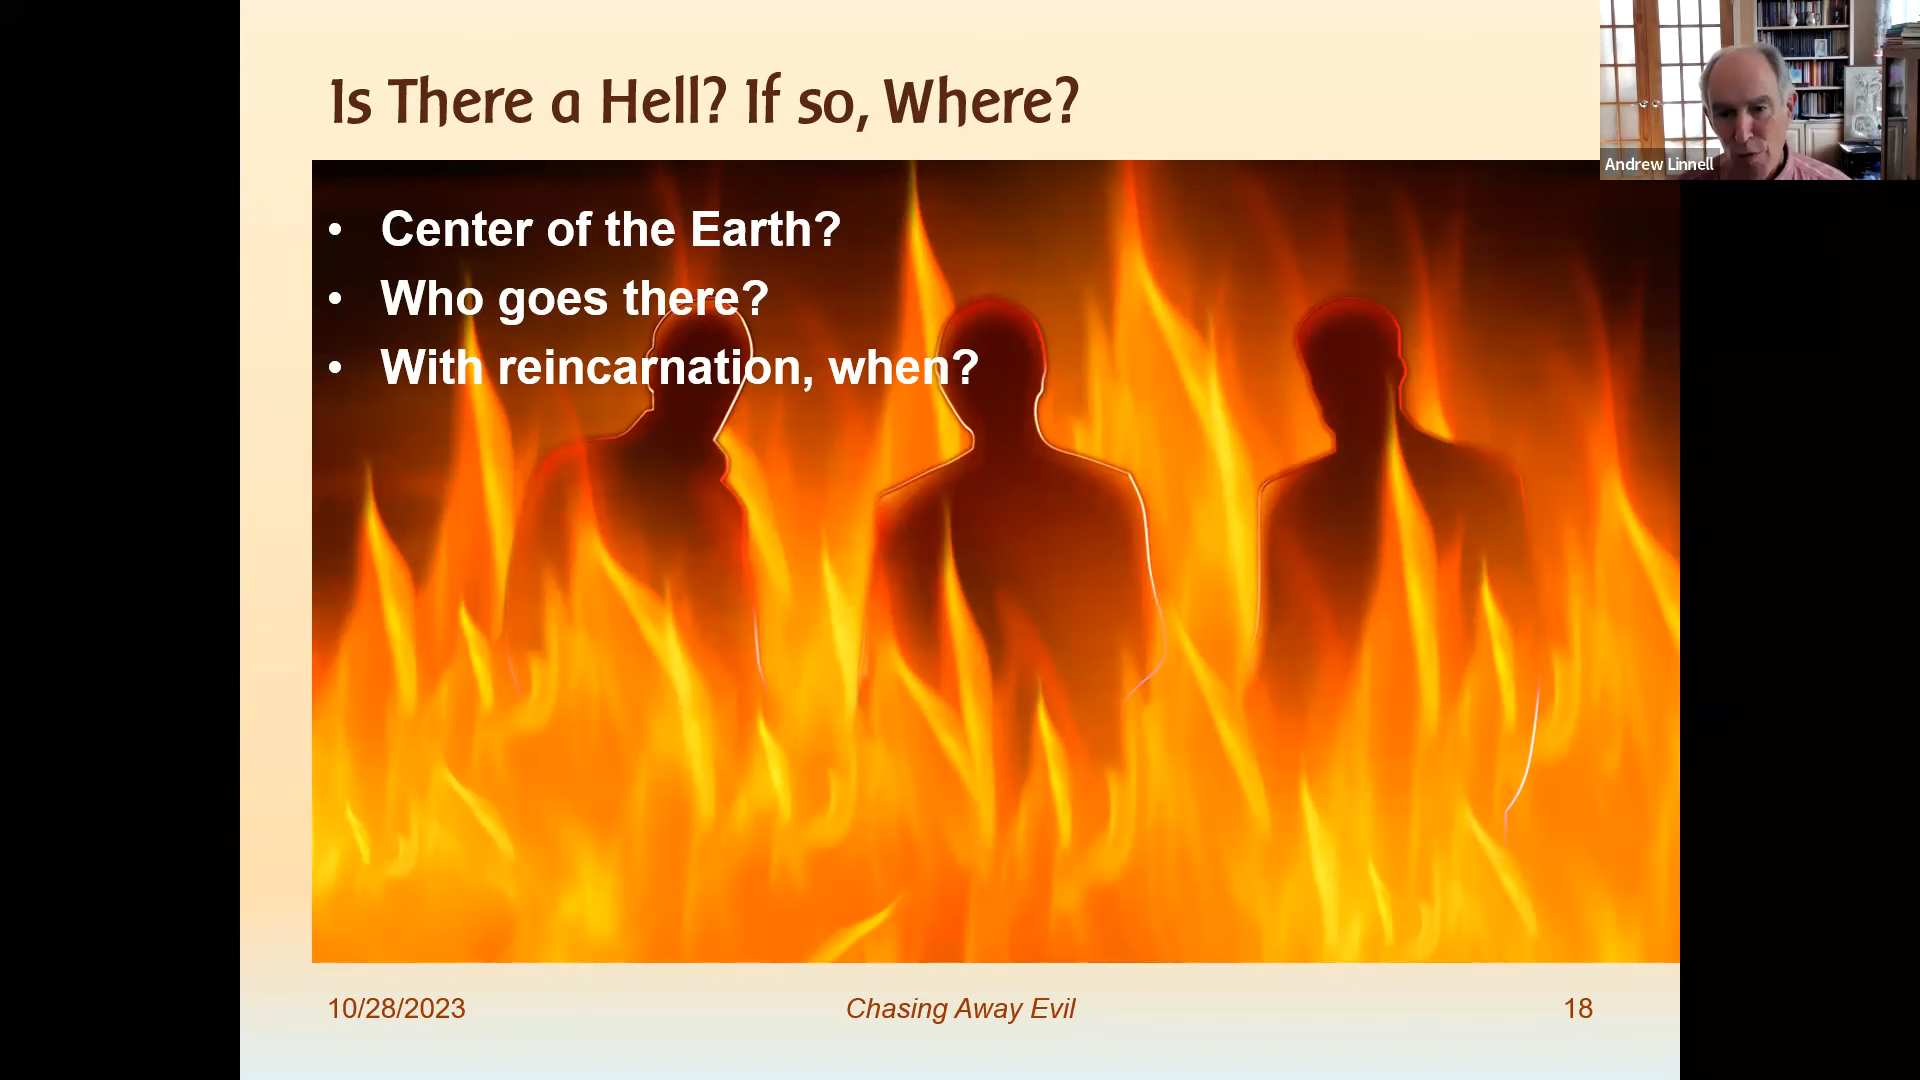 Is There a Hell? If so, Where?
Andrew Linnell
• Center of the Earth?
• Who goes there?
• With reincarnation, when?
10/28/2023
Chasing Away Evil
18